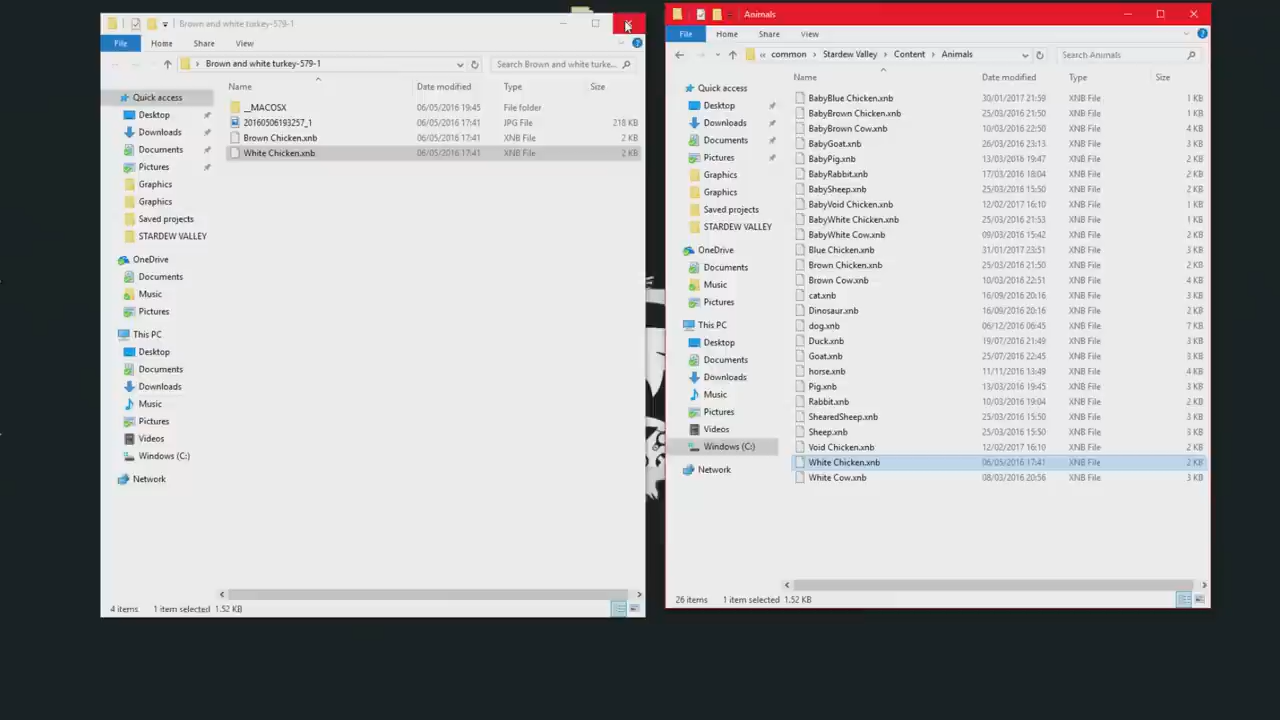 Brown and white turkey-579-1
File Home Share View
Brown and white turkey-579-1
Search Brown and white turke...
Name Date modified Type Size
Quick access
Desktop
Downloads
Documents
Pictures
Graphics
Graphics
Saved projects
STARDEW VALLEY
OneDrive
Documents
Music
Pictures
This PC
Desktop
Documents
Downloads
Music
Pictures
Videos
Windows (C:)
Network
__MACOSX 06/05/2016 19:45 File folder
20160506193257_1 06/05/2016 17:41 JPG File 218 KB
Brown Chicken.xnb 06/05/2016 17:41 XNB File 2 KB
White Chicken.xnb 06/05/2016 17:41 XNB File 2 KB
4 items 1 item selected 1.52 KB
Animals
File Home Share View
« common Stardew Valley Content Animals
Search Animals
Name Date modified Type Size
Quick access
Desktop
Downloads
Documents
Pictures
Graphics
Graphics
Saved projects
STARDEW VALLEY
OneDrive
Documents
Music
Pictures
This PC
Desktop
Documents
Downloads
Music
Pictures
Videos
Windows (C:)
Network
BabyBlue Chicken.xnb 30/01/2017 21:59 XNB File 1 KB
BabyBrown Chicken.xnb 25/03/2016 21:50 XNB File 1 KB
BabyBrown Cow.xnb 10/03/2016 22:50 XNB File 4 KB
BabyGoat.xnb 26/03/2016 23:13 XNB File 3 KB
BabyPig.xnb 13/03/2016 19:47 XNB File 2 KB
BabyRabbit.xnb 17/03/2016 18:04 XNB File 2 KB
BabySheep.xnb 25/03/2016 15:50 XNB File 2 KB
BabyVoid Chicken.xnb 12/02/2017 16:10 XNB File 1 KB
BabyWhite Chicken.xnb 25/03/2016 21:53 XNB File 1 KB
BabyWhite Cow.xnb 09/03/2016 15:42 XNB File 2 KB
Blue Chicken.xnb 31/01/2017 23:51 XNB File 3 KB
Brown Chicken.xnb 25/03/2016 21:50 XNB File 2 KB
Brown Cow.xnb 10/03/2016 22:51 XNB File 4 KB
cat.xnb 16/09/2016 20:16 XNB File 3 KB
Dinosaur.xnb 16/09/2016 20:16 XNB File 2 KB
dog.xnb 06/12/2016 06:45 XNB File 7 KB
Duck.xnb 19/07/2016 21:49 XNB File 3 KB
Goat.xnb 25/07/2016 22:45 XNB File 3 KB
horse.xnb 11/11/2016 13:49 XNB File 4 KB
Pig.xnb 13/03/2016 19:45 XNB File 3 KB
Rabbit.xnb 10/03/2016 19:04 XNB File 2 KB
ShearedSheep.xnb 25/03/2016 15:50 XNB File 3 KB
Sheep.xnb 25/03/2016 15:50 XNB File 3 KB
Void Chicken.xnb 12/02/2017 16:10 XNB File 2 KB
White Chicken.xnb 06/05/2016 17:41 XNB File 2 KB
White Cow.xnb 08/03/2016 20:56 XNB File 3 KB
26 items 1 item selected 1.52 KB